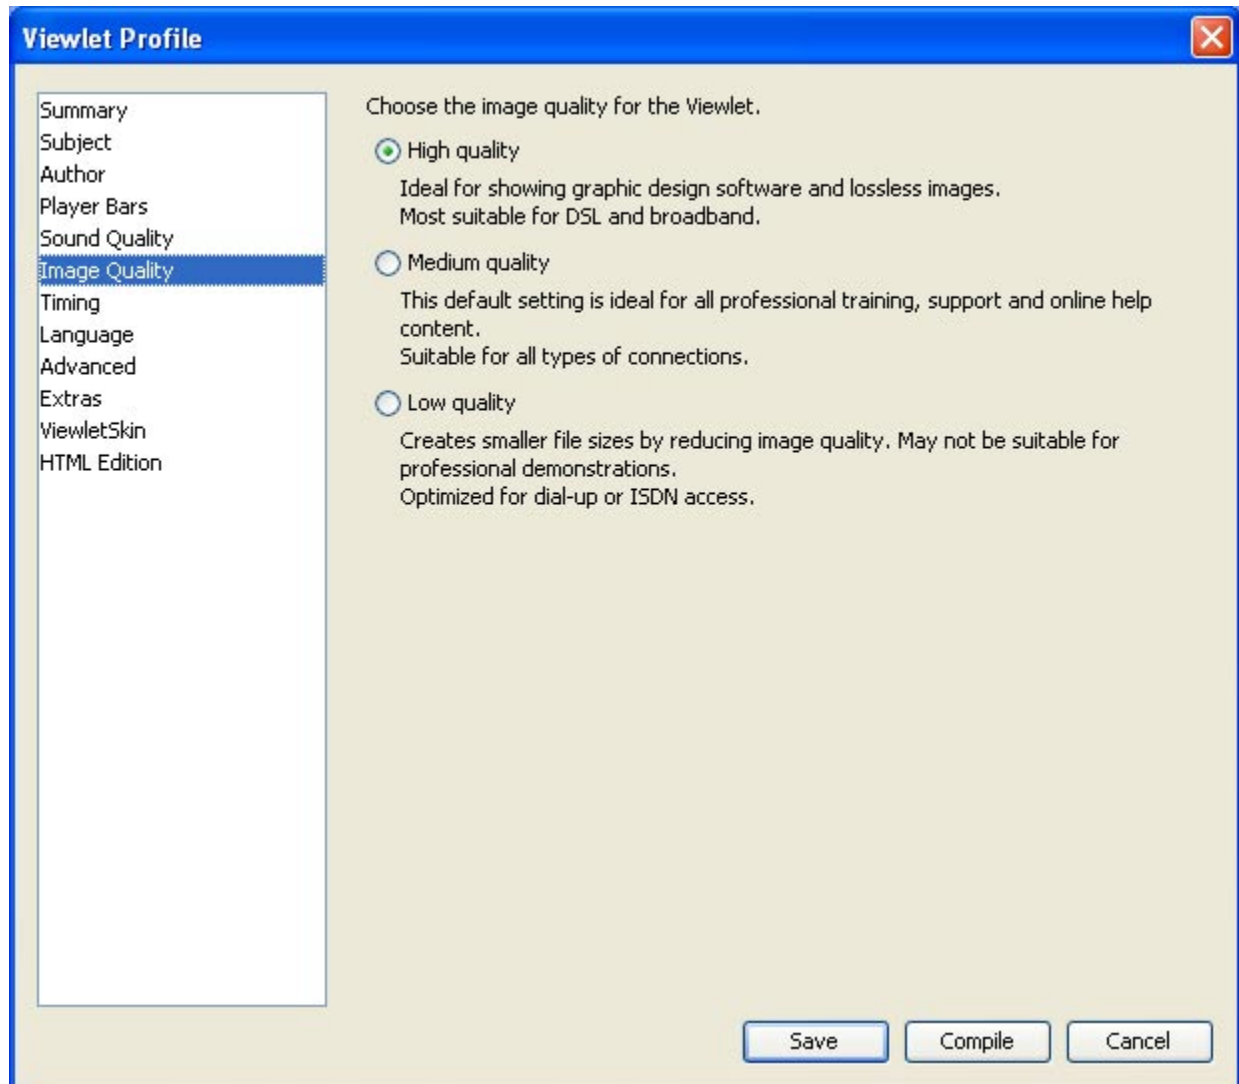 Viewlet Profile
Summary
Subject
Author
Player Bars
Sound Quality
Image Quality
Timing
Language
Advanced
Extras
ViewletSkin
HTML Edition
Choose the image quality for the Viewlet.
High quality
Ideal for showing graphic design software and lossless images.
Most suitable for DSL and broadband.
Medium quality
This default setting is ideal for all professional training, support and online help
content.
Suitable for all types of connections.
Low quality
Creates smaller file sizes by reducing image quality. May not be suitable for
professional demonstrations.
Optimized for dial-up or ISDN access.
Save
Compile
Cancel